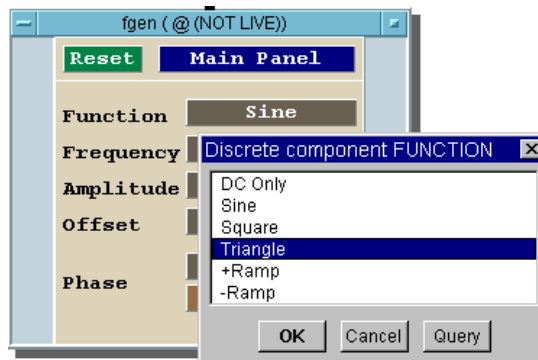 fgen ( @ (NOT LIVE))
Reset Main Panel
Function Sine
Frequency
Amplitude
Offset
Phase
Discrete component FUNCTION
DC Only
Sine
Square
Triangle
+Ramp
-Ramp
OK Cancel Query